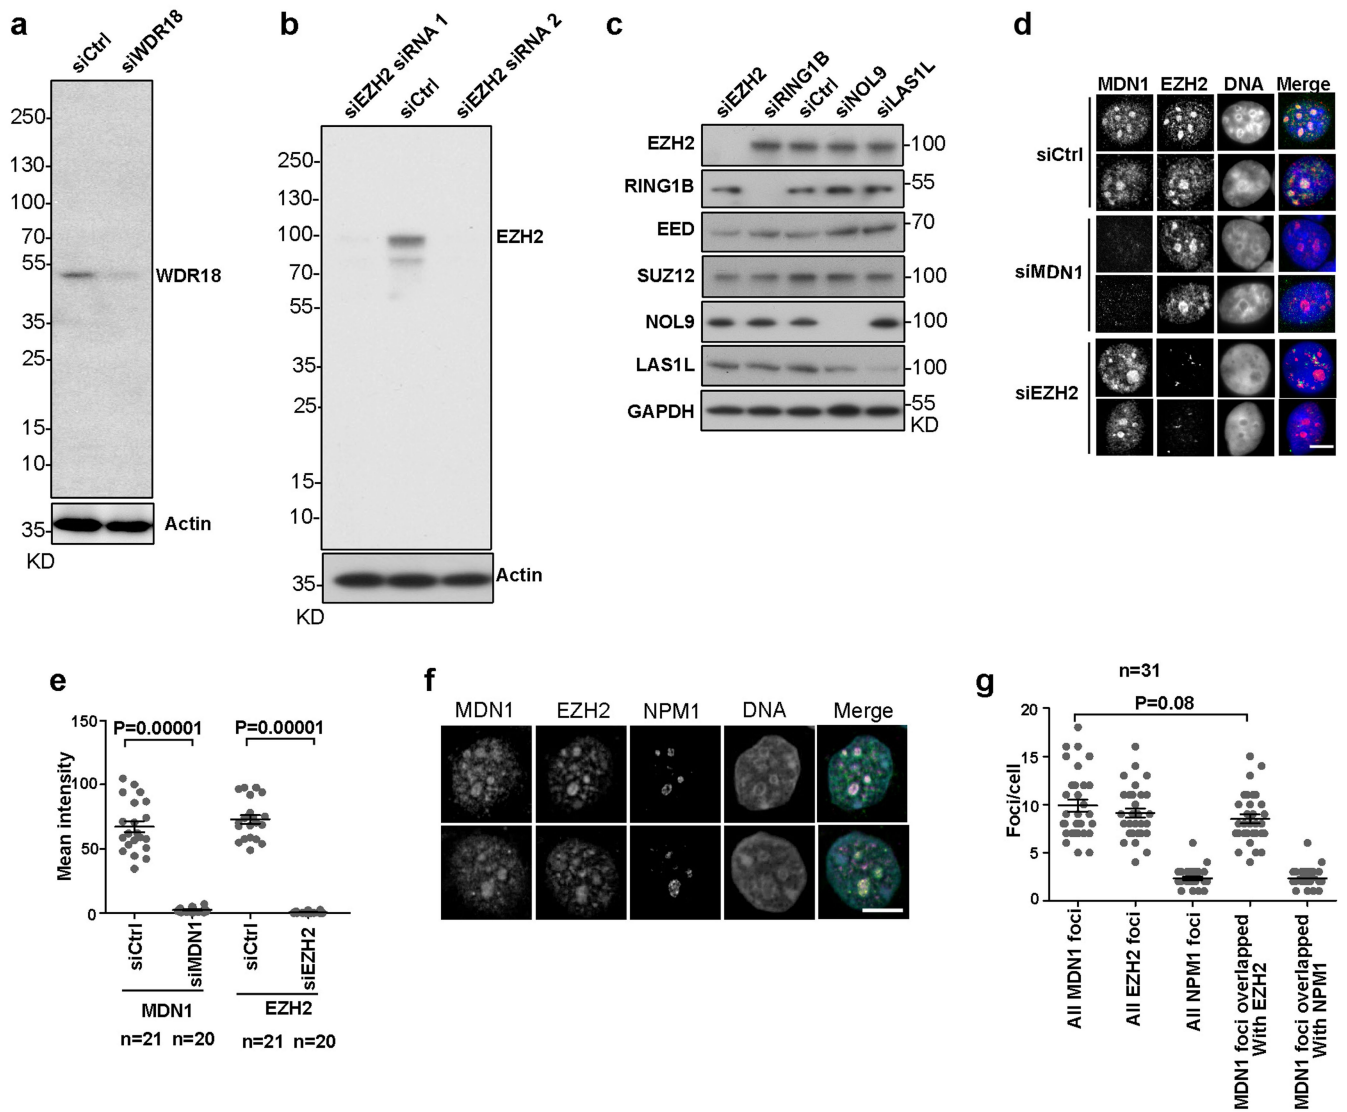 a
siCtrl
siWDR18
250-
130-
100-
70-
55-
35-
25-
15-
10-
WDR18
35-
Actin
KD
b
siEZH2 siRNA 1
siCtrl
siEZH2 siRNA 2
250-
130-
100-
70-
55-
35-
25-
15-
10-
EZH2
35-
Actin
KD
c
siEZH2
siRING1B
siCtrl
siNOL9
siLAS1L
EZH2 -100
RING1B -55
EED -70
SUZ12 -100
NOL9 -100
LAS1L -100
GAPDH -55
KD
d
MDN1 EZH2 DNA Merge
siCtrl
siMDN1
siEZH2
e
Mean intensity
150
100
50
0
P=0.00001 P=0.00001
siCtrl
siMDN1
siCtrl
siEZH2
MDN1 EZH2
n=21 n=20 n=21 n=20
f
MDN1 EZH2 NPM1 DNA Merge
g
n=31
P=0.08
Foci/cell
20
15
10
5
0
All MDN1 foci
All EZH2 foci
All NPM1 foci
MDN1 foci overlapped
With EZH2
MDN1 foci overlapped
With NPM1